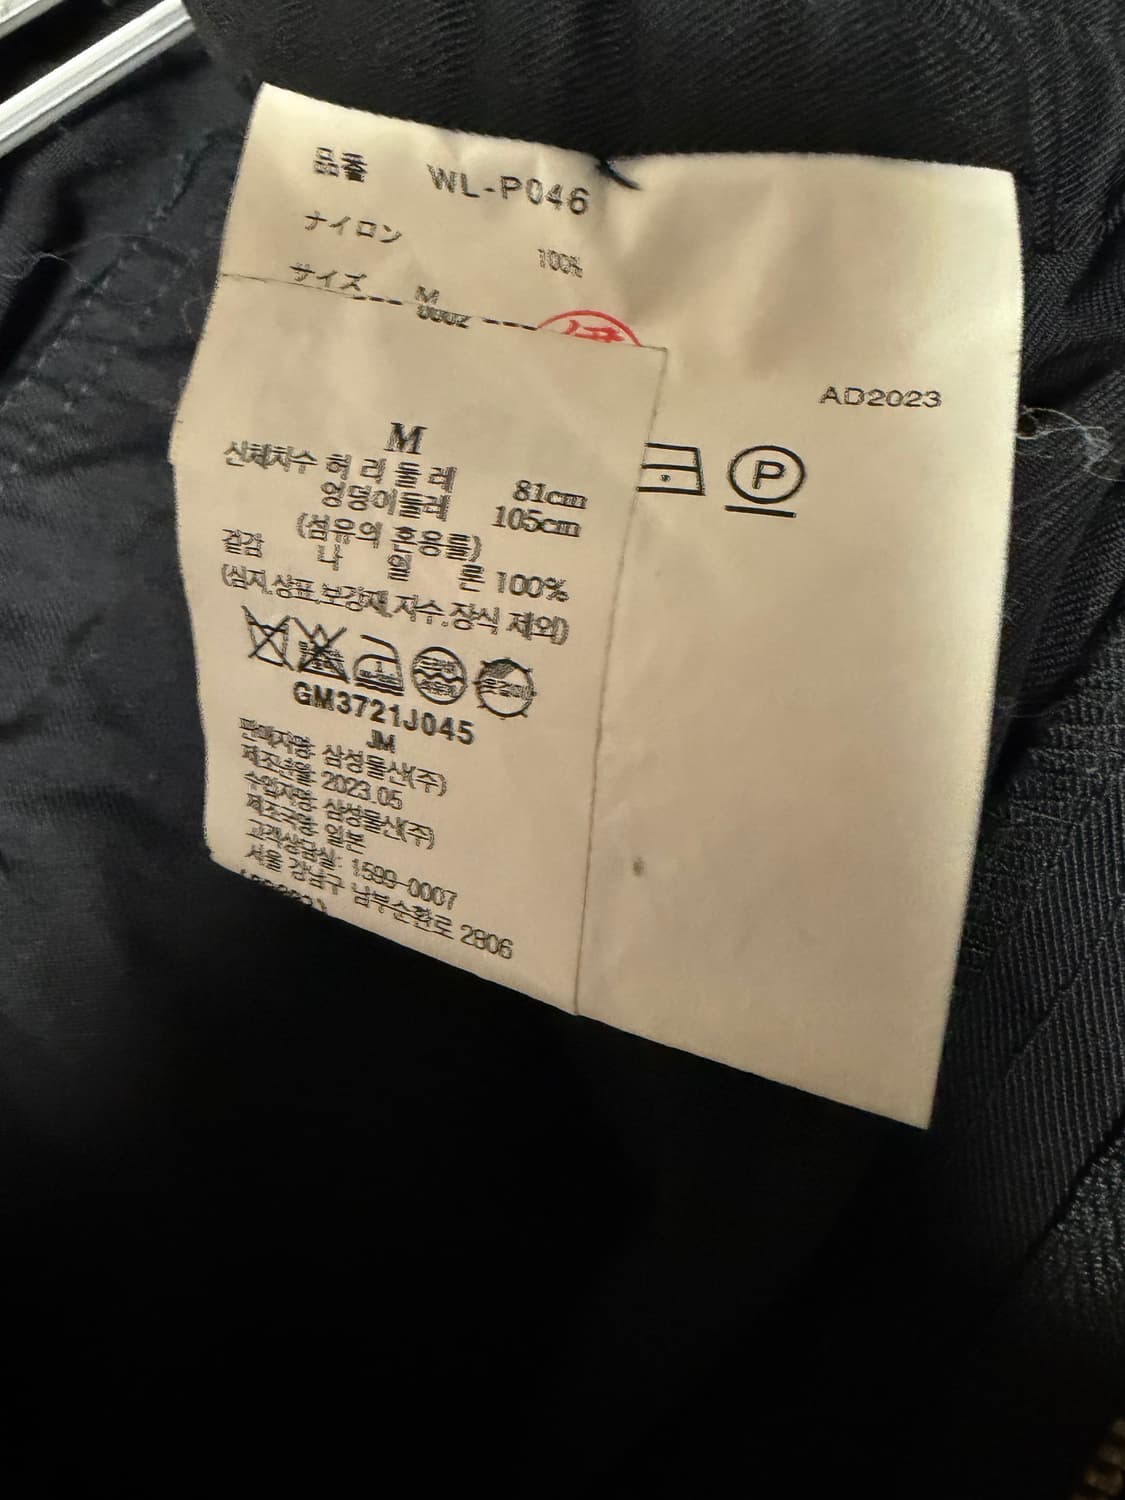 品番 WL-P046
ナイロン 100%
サイズ M
AD2023
P
M
신체치수 허 리 둘 레 81cm
엉덩이둘레 105cm
(섬유의 혼용률)
겉감 나 일 론 100%
(심지,상표,보강재,자수,장식 제외)
GM3721J045
JM
판매자명: 삼성물산(주)
제조년월: 2023.05
수입자명: 삼성물산(주)
제조국명: 일본
고객상담실: 1599-0007
서울 강남구 남부순환로 2806